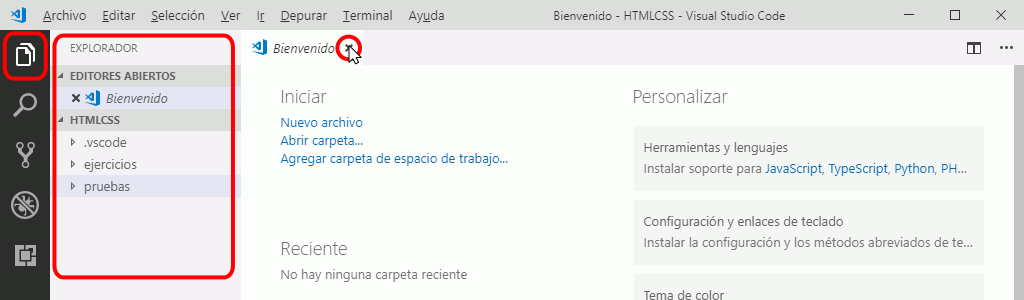 Archivo Editar Selección Ver Ir Depurar Terminal Ayuda Bienvenido - HTMLCSS - Visual Studio Code
EXPLORADOR
EDITORES ABIERTOS
Bienvenido
HTMLCSS
.vscode
ejercicios
pruebas
Bienvenido
Iniciar
Nuevo archivo
Abrir carpeta...
Agregar carpeta de espacio de trabajo...
Reciente
No hay ninguna carpeta reciente
Personalizar
Herramientas y lenguajes
Instalar soporte para JavaScript, TypeScript, Python, PH...
Configuración y enlaces de teclado
Instalar la configuración y los métodos abreviados de te...
Tema de color